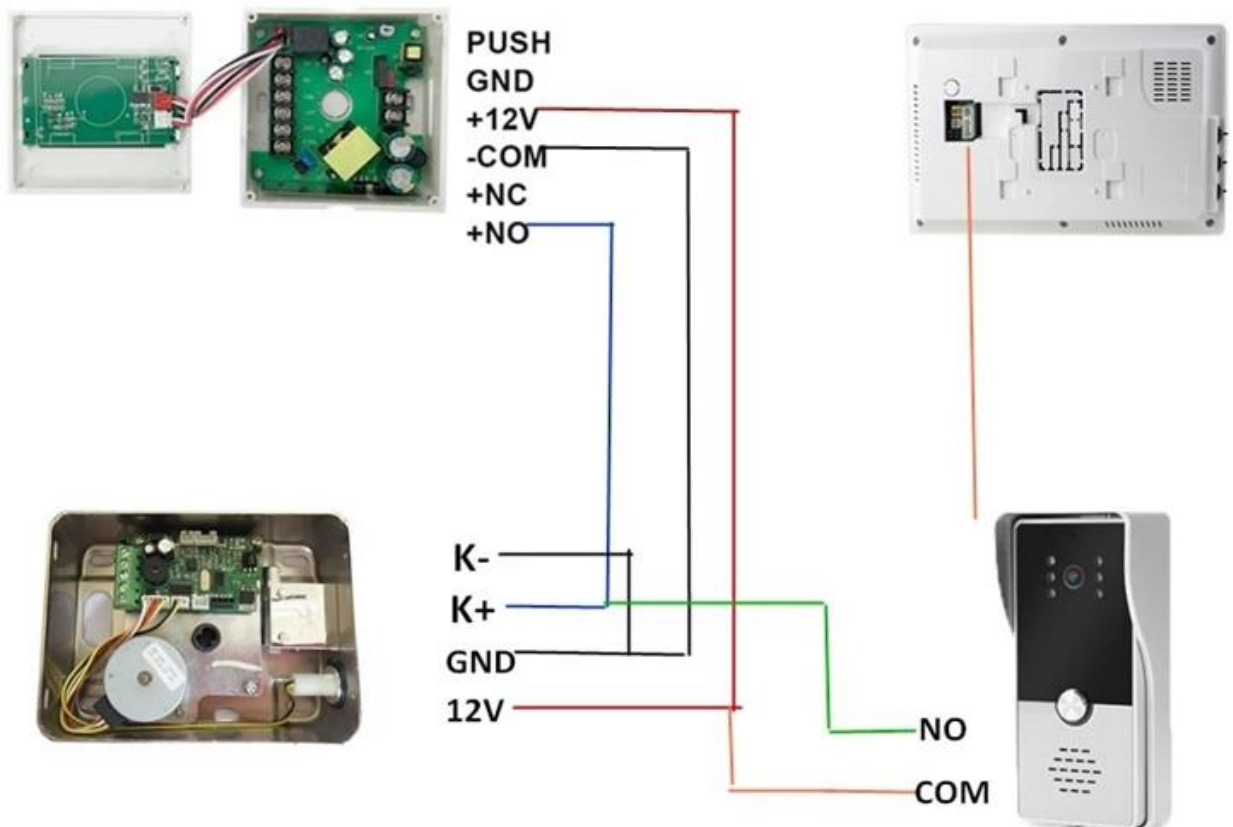 PUSH
GND
+12V
-COM
+NC
+NO
K-
K+
GND
12V
NO
COM